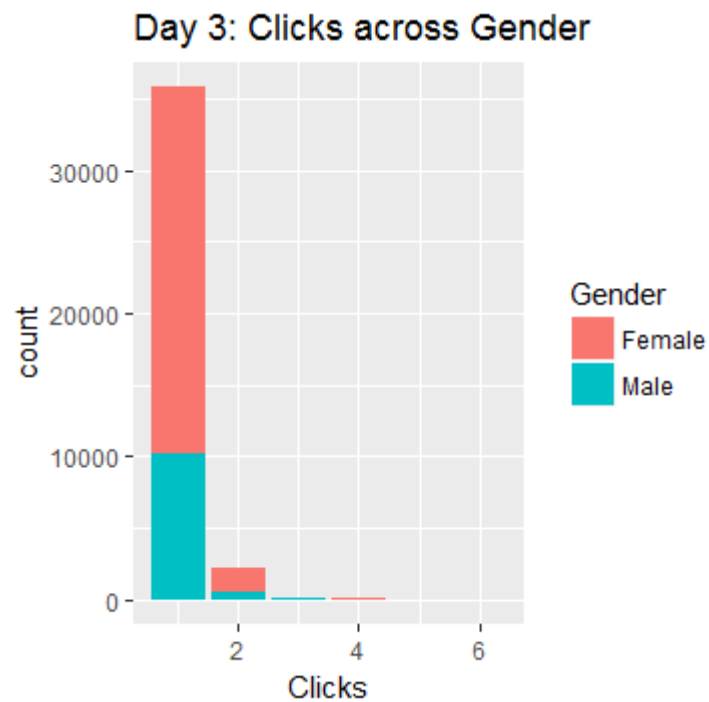 Day 3: Clicks across Gender
30000
20000
10000
0
count
2 4 6
Clicks
Gender
Female
Male